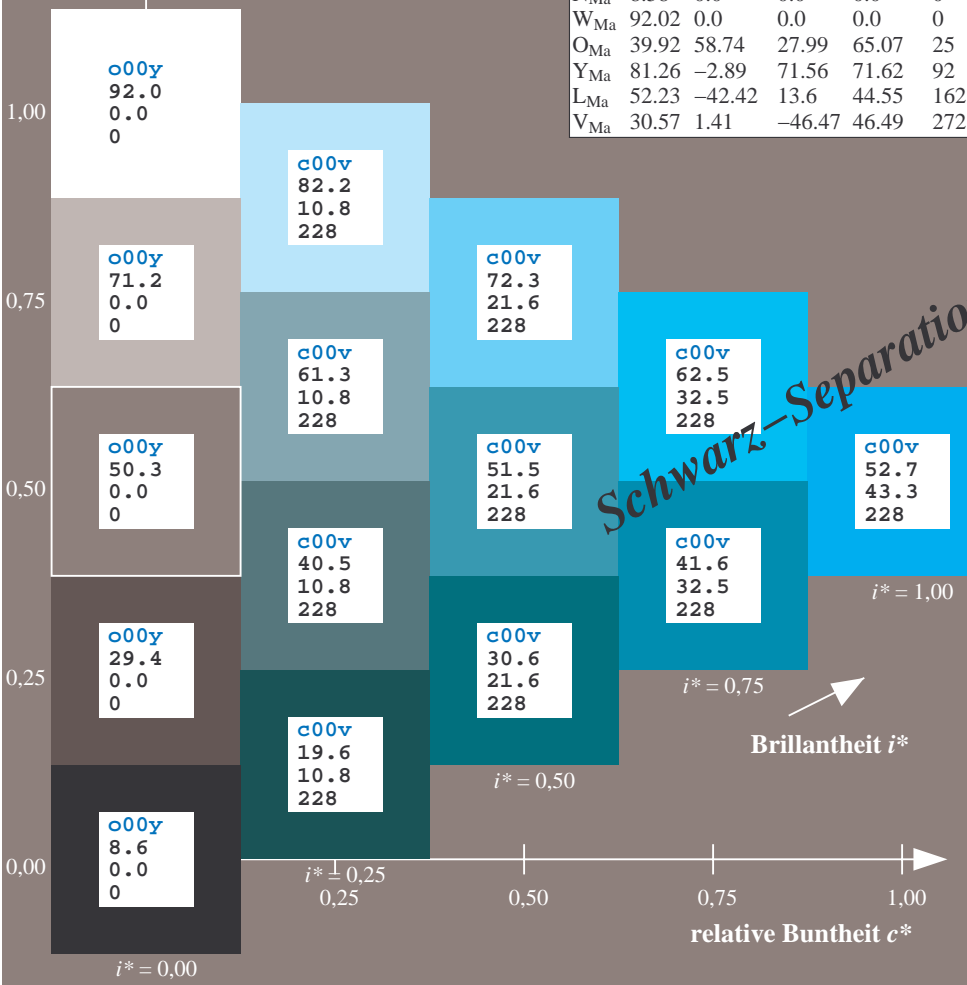 W Ma 92.02 0.0 0.0 0.0 0
O Ma 39.92 58.74 27.99 65.07 25
Y Ma 81.26 −2.89 71.56 71.62 92
L Ma 52.23 −42.42 13.6 44.55 162
V Ma 30.57 1.41 −46.47 46.49 272
1,00
0,75
0,50
0,25
0,00
o00y
92.0
0.0
0
o00y
71.2
0.0
0
o00y
50.3
0.0
0
o00y
29.4
0.0
0
o00y
8.6
0.0
0
i* = 0,00
c00v
82.2
10.8
228
c00v
61.3
10.8
228
c00v
40.5
10.8
228
c00v
19.6
10.8
228
i* = 0,25
c00v
72.3
21.6
228
c00v
51.5
21.6
228
c00v
30.6
21.6
228
i* = 0,50
c00v
62.5
32.5
228
c00v
41.6
32.5
228
i* = 0,75
c00v
52.7
43.3
228
i* = 1,00
Schwarz–Separatio
Brillantheit i*
0,25 0,50 0,75 1,00
relative Buntheit c*